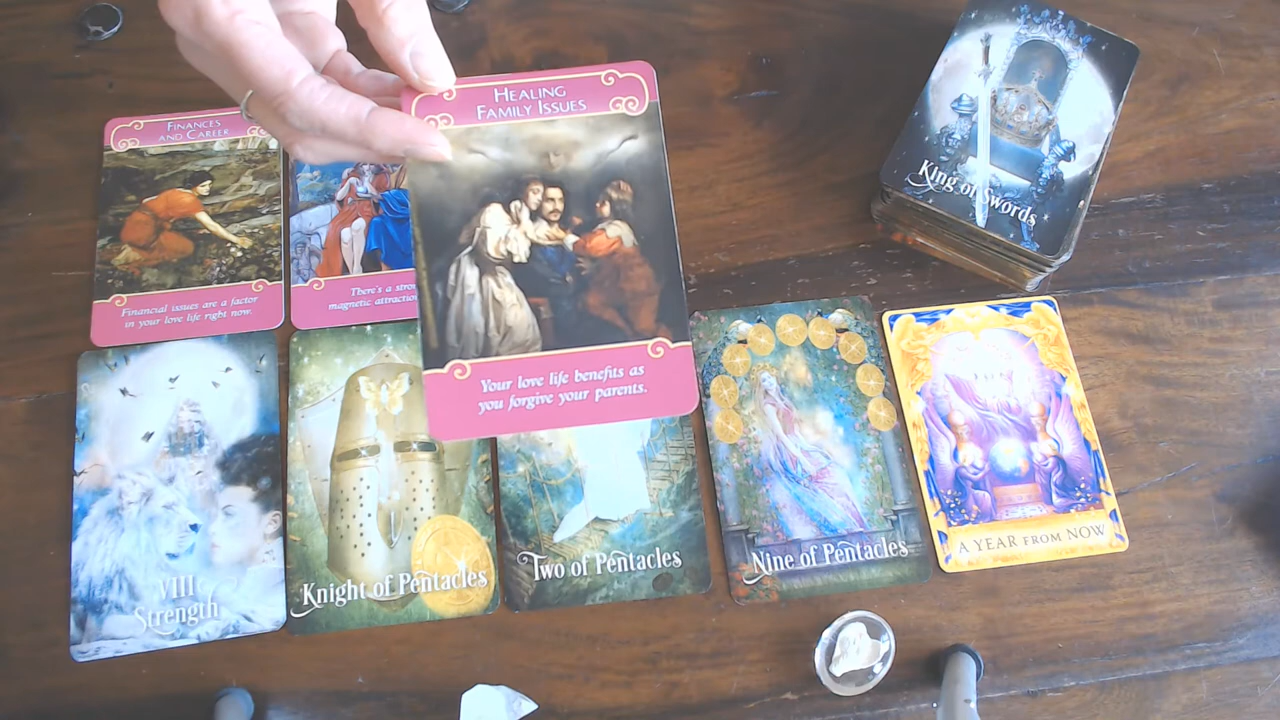 FINANCES
AND CAREER
Financial issues are a factor
in your love life right now.
There's a
magnetic
HEALING
FAMILY ISSUES
Your love life benefits as
you forgive your parents.
King of Swords
VIII
Strength
Knight of Pentacles
Two of Pentacles
Nine of Pentacles
A YEAR FROM NOW